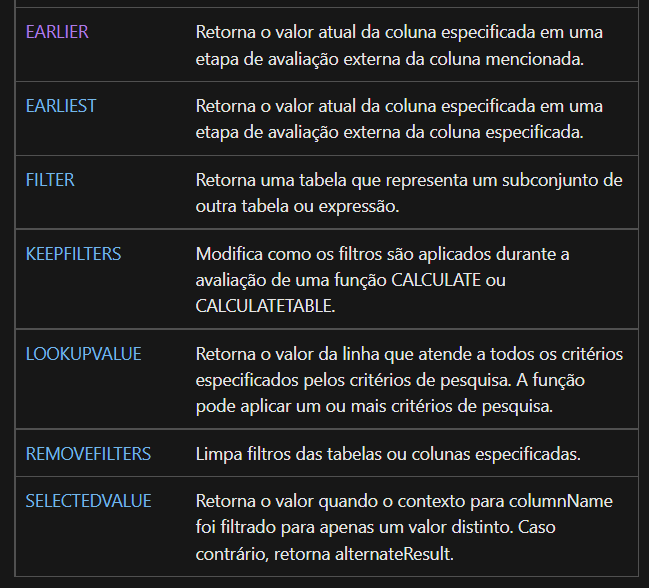 EARLIER
Retorna o valor atual da coluna especificada em uma
etapa de avaliação externa da coluna mencionada.
EARLIEST
Retorna o valor atual da coluna especificada em uma
etapa de avaliação externa da coluna especificada.
FILTER
Retorna uma tabela que representa um subconjunto de
outra tabela ou expressão.
KEEPFILTERS
Modifica como os filtros são aplicados durante a
avaliação de uma função CALCULATE ou
CALCULATETABLE.
LOOKUPVALUE
Retorna o valor da linha que atende a todos os critérios
especificados pelos critérios de pesquisa. A função
pode aplicar um ou mais critérios de pesquisa.
REMOVEFILTERS
Limpa filtros das tabelas ou colunas especificadas.
SELECTEDVALUE
Retorna o valor quando o contexto para columnName
foi filtrado para apenas um valor distinto. Caso
contrário, retorna alternateResult.